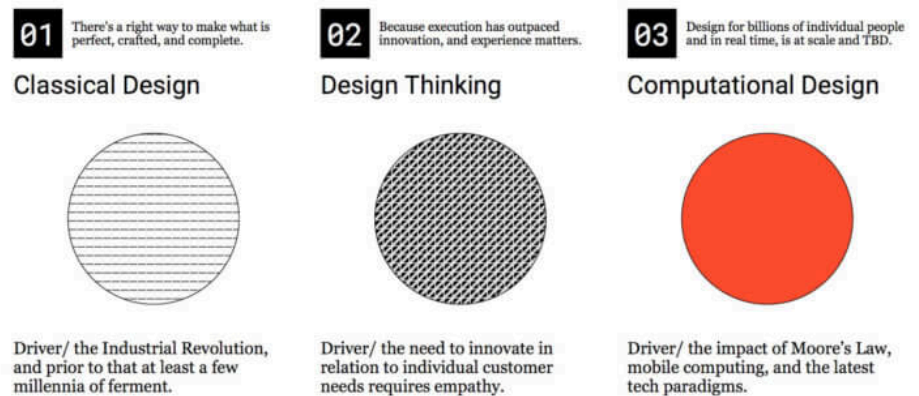 01
There's a right way to make what is
perfect, crafted, and complete.
Classical Design
Driver/ the Industrial Revolution,
and prior to that at least a few
millennia of ferment.
02
Because execution has outpaced
innovation, and experience matters.
Design Thinking
Driver/ the need to innovate in
relation to individual customer
needs requires empathy.
03
Design for billions of individual people
and in real time, is at scale and TBD.
Computational Design
Driver/ the impact of Moore's Law,
mobile computing, and the latest
tech paradigms.